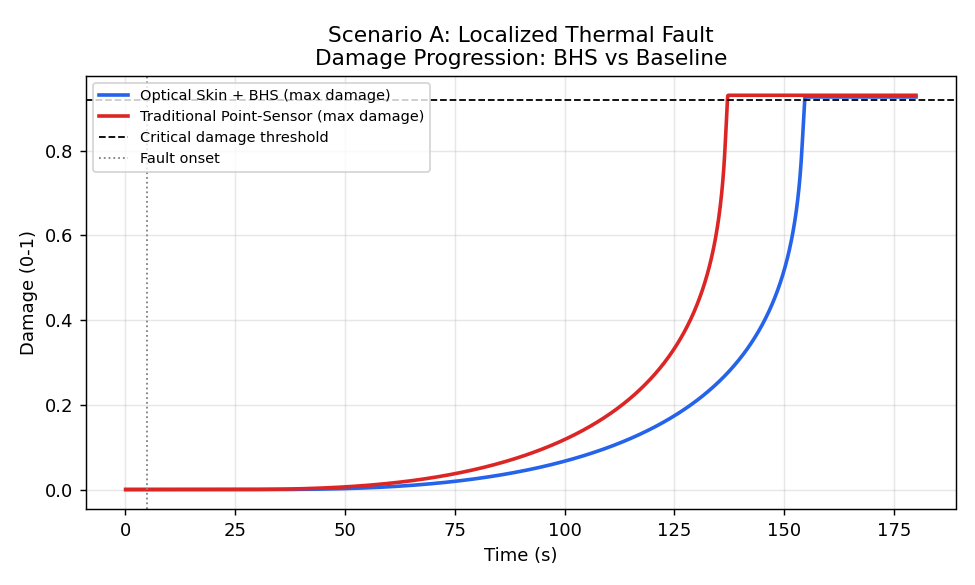 Scenario A: Localized Thermal Fault
Damage Progression: BHS vs Baseline
Optical Skin + BHS (max damage)
Traditional Point-Sensor (max damage)
Critical damage threshold
Fault onset
Damage (0-1)
0.8
0.6
0.4
0.2
0.0
0 25 50 75 100 125 150 175
Time (s)